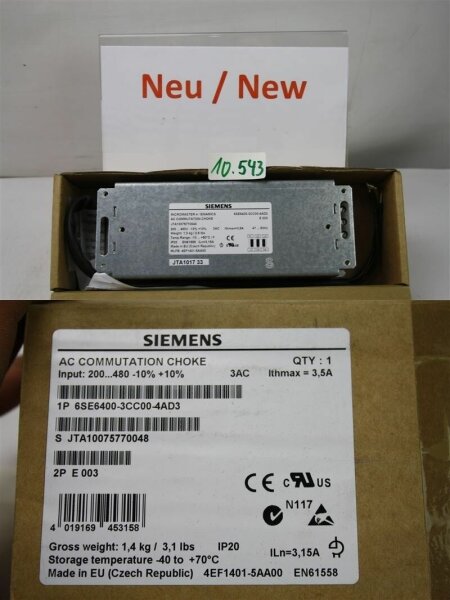 Neu / New
10.543
SIEMENS
AC COMMUTATION CHOKE
JTA1017 33
SIEMENS
AC COMMUTATION CHOKE QTY : 1
Input: 200...480 -10% +10% 3AC Ithmax = 3,5A
1P 6SE6400-3CC00-4AD3
S JTA10075770048
2P E 003
N117
4 019169 453158
Gross weight: 1,4 kg / 3,1 lbs IP20 ILn=3,15A
Storage temperature -40 to +70°C
Made in EU (Czech Republic) 4EF1401-5AA00 EN61558